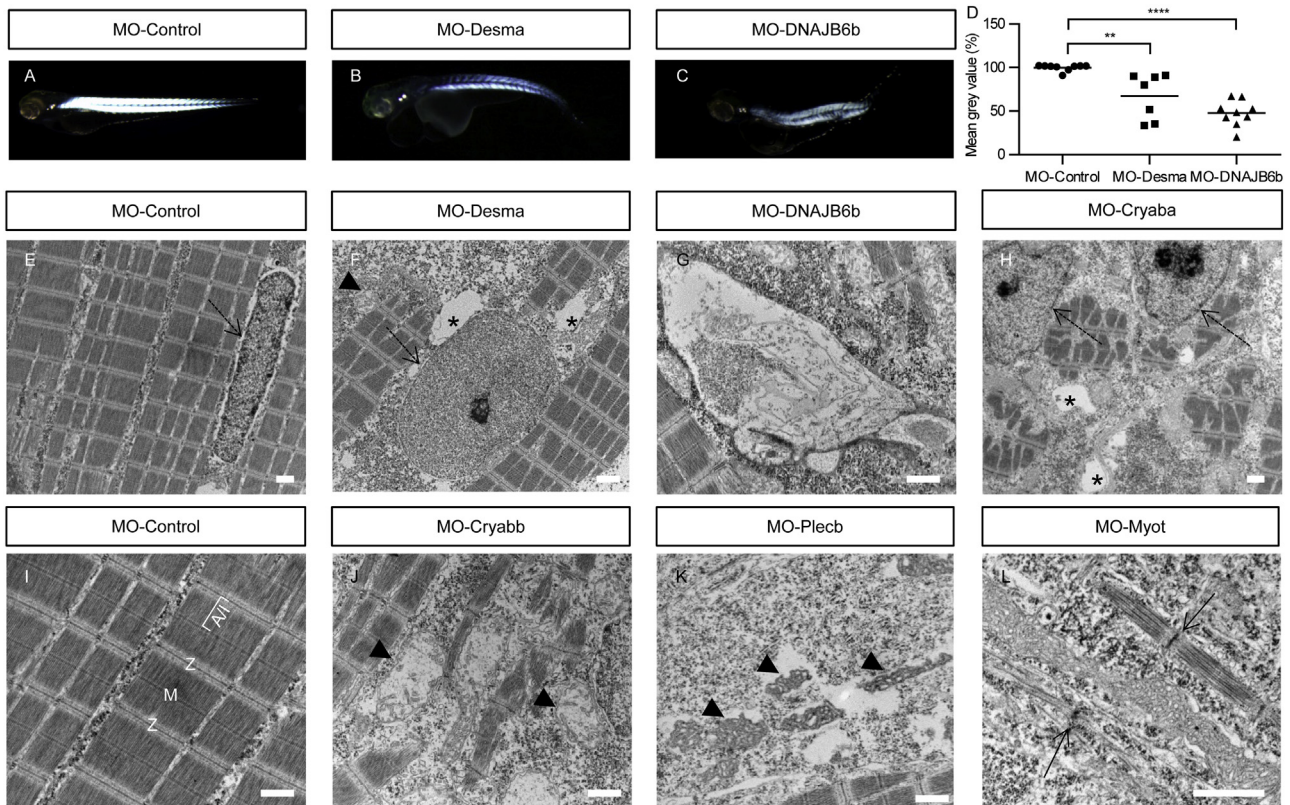 MO-Control
MO-Desma
MO-DNAJB6b
A
B
C
D
Mean grey value (%)
150
100
50
0
**
****
MO-Control MO-Desma MO-DNAJB6b
MO-Control
MO-Desma
MO-DNAJB6b
MO-Cryaba
E
F
*
*
G
H
*
*
MO-Control
MO-Cryabb
MO-Plecb
MO-Myot
I
A/I
Z
M
Z
J
K
L